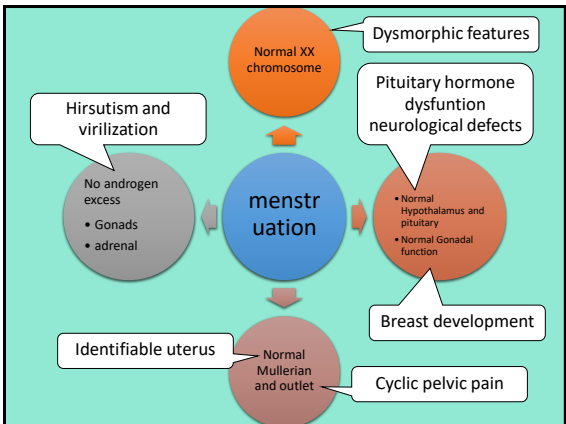 Dysmorphic features
Normal XX
chromosome
Pituitary hormone
dysfuntion
neurological defects
Hirsutism and
virilization
No androgen
excess
• Gonads
• adrenal
menstr
uation
• Normal
Hypothalamus and
pituitary
• Normal Gonadal
function
Breast development
Identifiable uterus
Normal
Mullerian
and outlet
Cyclic pelvic pain